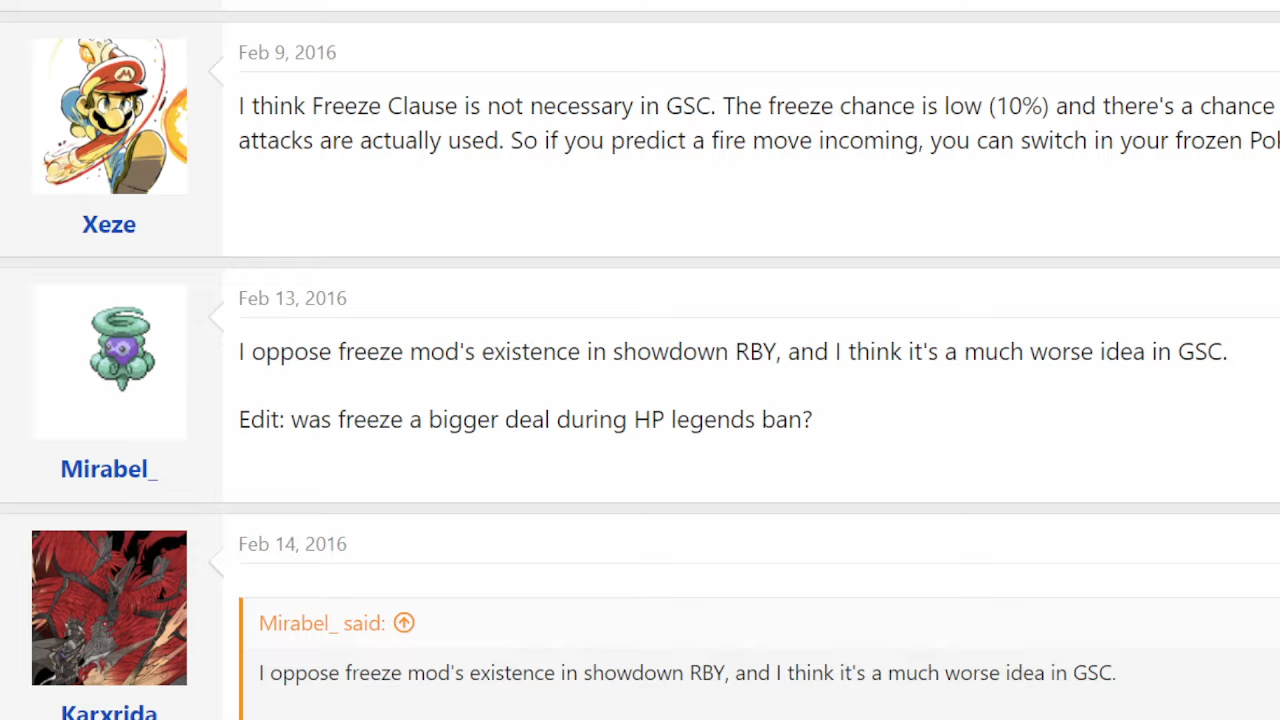 Feb 9, 2016
I think Freeze Clause is not necessary in GSC. The freeze chance is low (10%) and there's a chance
attacks are actually used. So if you predict a fire move incoming, you can switch in your frozen
Xeze
Feb 13, 2016
I oppose freeze mod's existence in showdown RBY, and I think it's a much worse idea in GSC.
Edit: was freeze a bigger deal during HP legends ban?
Mirabel_
Feb 14, 2016
Mirabel_ said:
I oppose freeze mod's existence in showdown RBY, and I think it's a much worse idea in GSC.
Karxrida